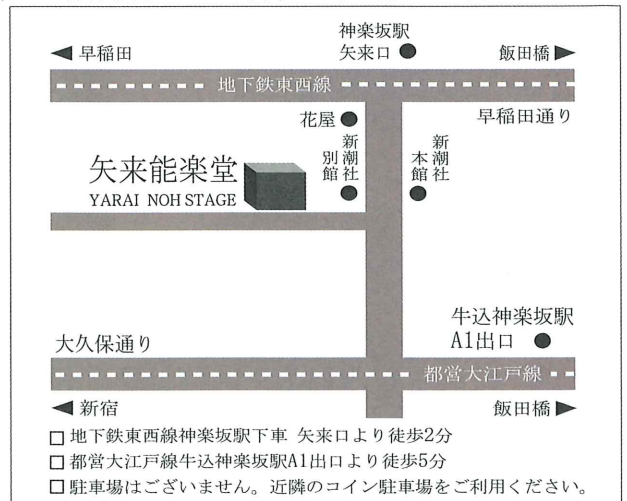 神楽坂駅
◀早稲田 矢来口● 飯田橋▶
地下鉄東西線
花屋● 早稲田通り
新潮社別館
新潮社本館
矢来能楽堂
YARAI NOH STAGE
牛込神楽坂駅
大久保通り A1出口 ●
都営大江戸線
◀新宿 飯田橋▶
□地下鉄東西線神楽坂駅下車 矢来口より徒歩2分
□都営大江戸線牛込神楽坂駅A1出口より徒歩5分
□駐車場はございません。近隣のコイン駐車場をご利用ください。